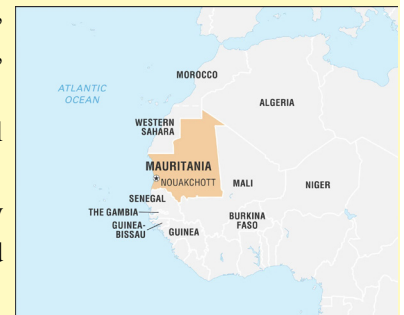 MOROCCO
ATLANTIC
OCEAN
ALGERIA
WESTERN
SAHARA
MAURITANIA
NOUAKCHOTT
MALI
NIGER
SENEGAL
THE GAMBIA
BURKINA
FASO
GUINEA-
BISSAU
GUINEA